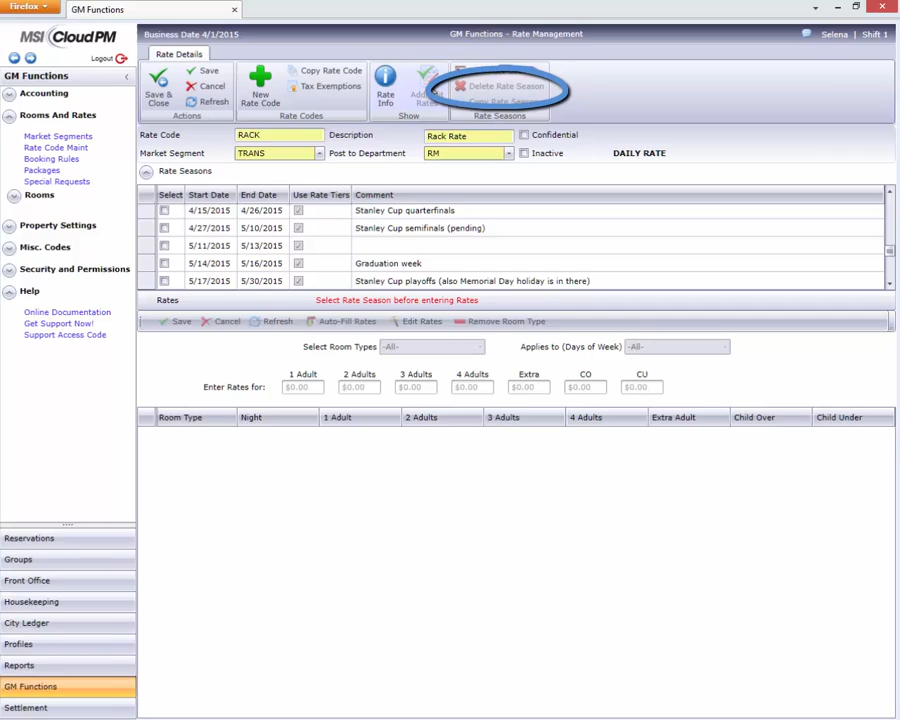 Firefox
GM Functions
MSI CloudPM
Logout
GM Functions
Accounting
Rooms And Rates
Market Segments
Rate Code Maint
Booking Rules
Packages
Special Requests
Rooms
Property Settings
Misc. Codes
Security and Permissions
Help
Online Documentation
Get Support Now!
Support Access Code
Reservations
Groups
Front Office
Housekeeping
City Ledger
Profiles
Reports
GM Functions
Settlement
Business Date 4/1/2015
GM Functions - Rate Management
Selena | Shift 1
Rate Details
Save & Close
Save
Cancel
Refresh
Actions
New Rate Code
Copy Rate Code
Tax Exemptions
Rate Codes
Rate Info
Rates
Show
Delete Rate Season
Copy Rate Season
Rate Seasons
Rate Code RACK Description Rack Rate Confidential
Market Segment TRANS Post to Department RM Inactive DAILY RATE
Rate Seasons
Select Start Date End Date Use Rate Tiers Comment
4/15/2015 4/26/2015 Stanley Cup quarterfinals
4/27/2015 5/10/2015 Stanley Cup semifinals (pending)
5/11/2015 5/13/2015
5/14/2015 5/16/2015 Graduation week
5/17/2015 5/30/2015 Stanley Cup playoffs (also Memorial Day holiday is in there)
Rates Select Rate Season before entering Rates
Save Cancel Refresh Auto-Fill Rates Edit Rates Remove Room Type
Select Room Types -All- Applies to (Days of Week) -All-
1 Adult 2 Adults 3 Adults 4 Adults Extra CO CU
Enter Rates for: $0.00 $0.00 $0.00 $0.00 $0.00 $0.00 $0.00
Room Type Night 1 Adult 2 Adults 3 Adults 4 Adults Extra Adult Child Over Child Under